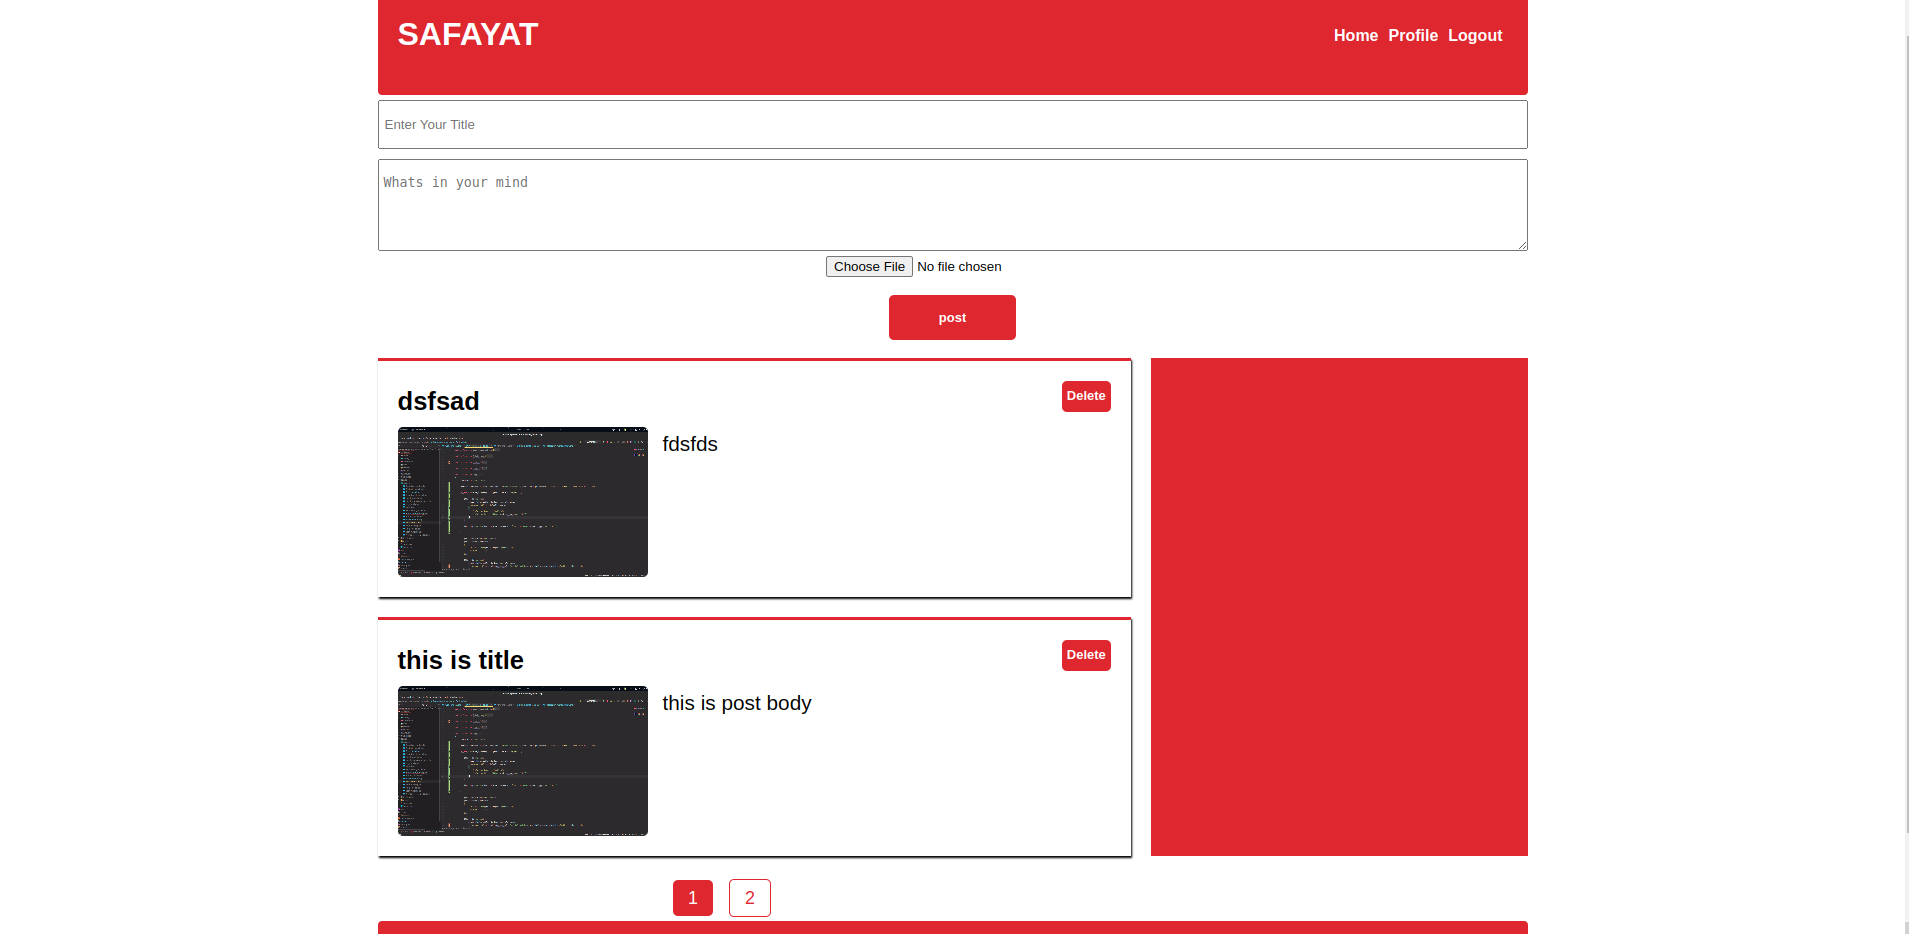 SAFAYAT
Home Profile Logout
Enter Your Title
Whats in your mind
Choose File No file chosen
post
dsfsad
Delete
fdsfds
this is title
Delete
this is post body
1 2